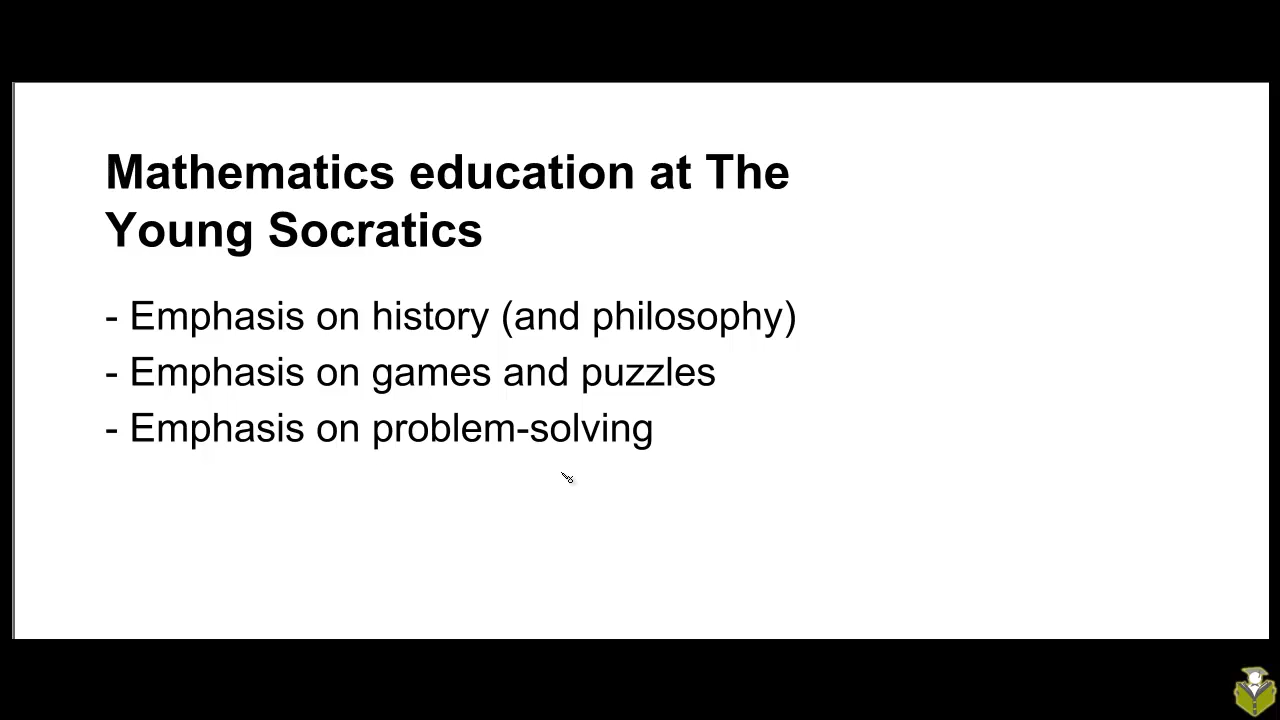 Mathematics education at The
Young Socratics
- Emphasis on history (and philosophy)
- Emphasis on games and puzzles
- Emphasis on problem-solving